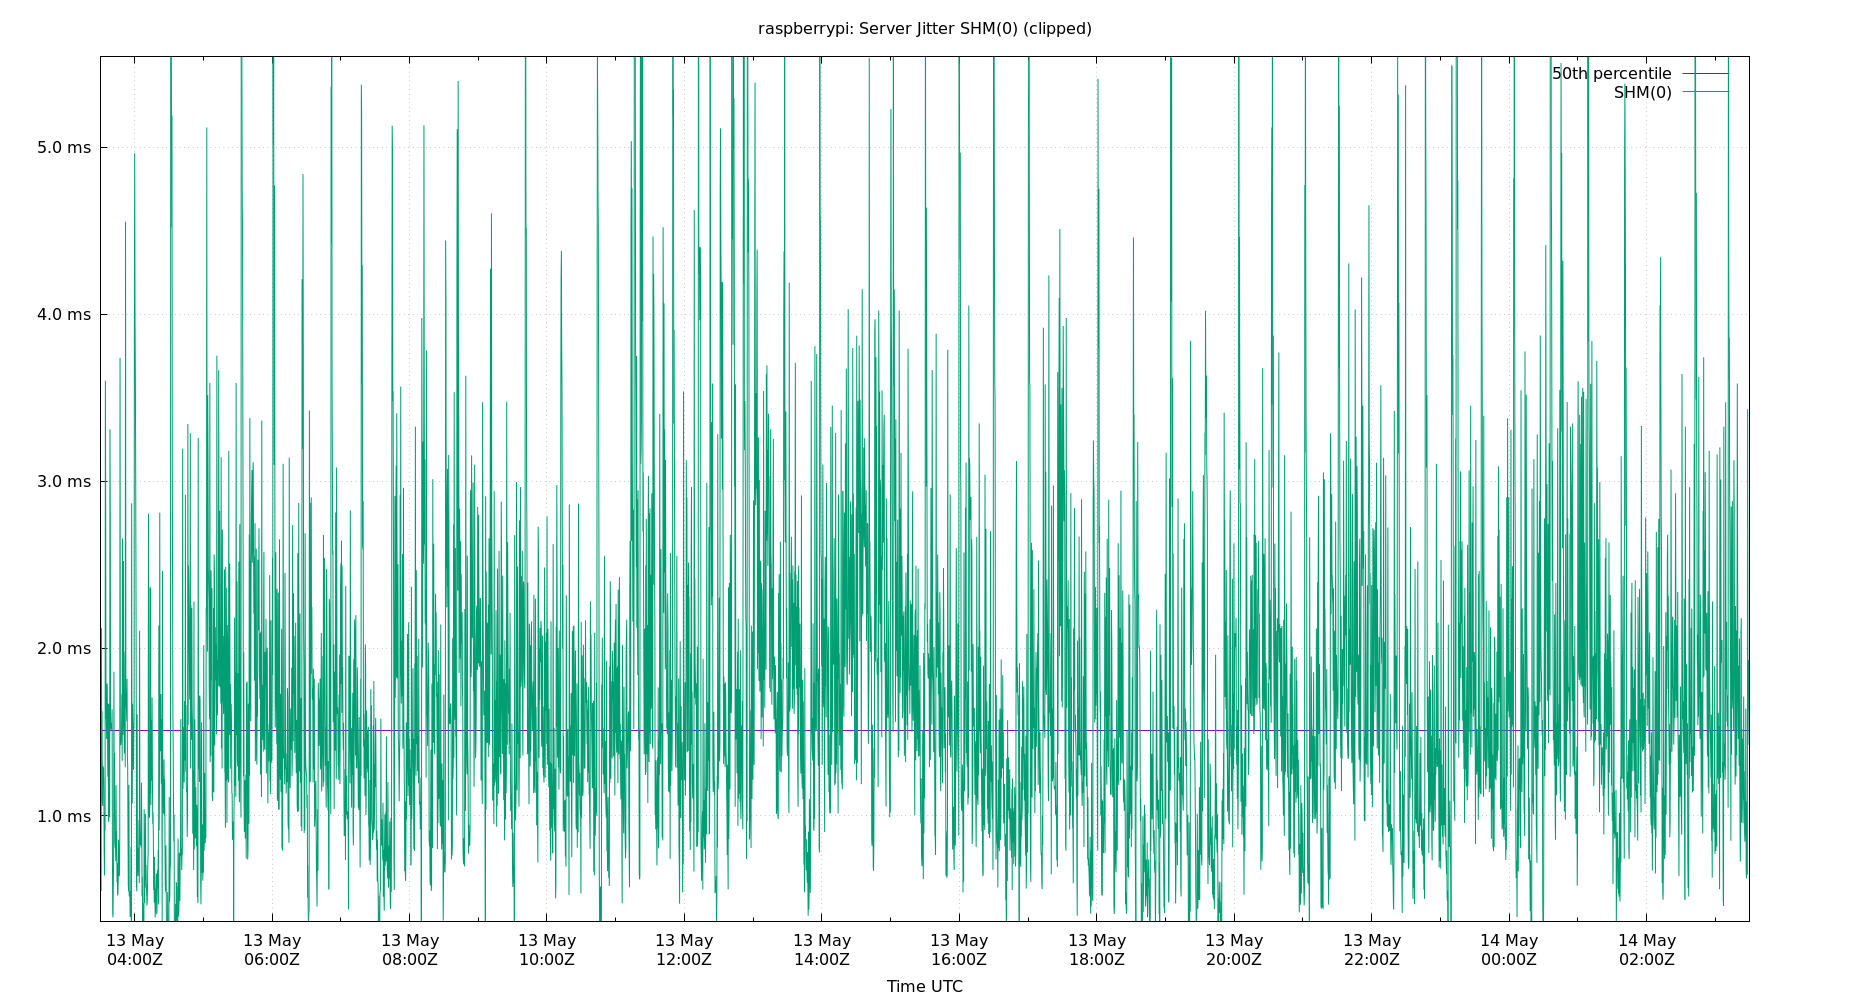 raspberrypi: Server Jitter SHM(0) (clipped)
50th percentile
SHM(0)
5.0 ms
4.0 ms
3.0 ms
2.0 ms
1.0 ms
13 May 13 May 13 May 13 May 13 May 13 May 13 May 13 May 13 May 13 May 14 May 14 May
04:00Z 06:00Z 08:00Z 10:00Z 12:00Z 14:00Z 16:00Z 18:00Z 20:00Z 22:00Z 00:00Z 02:00Z
Time UTC